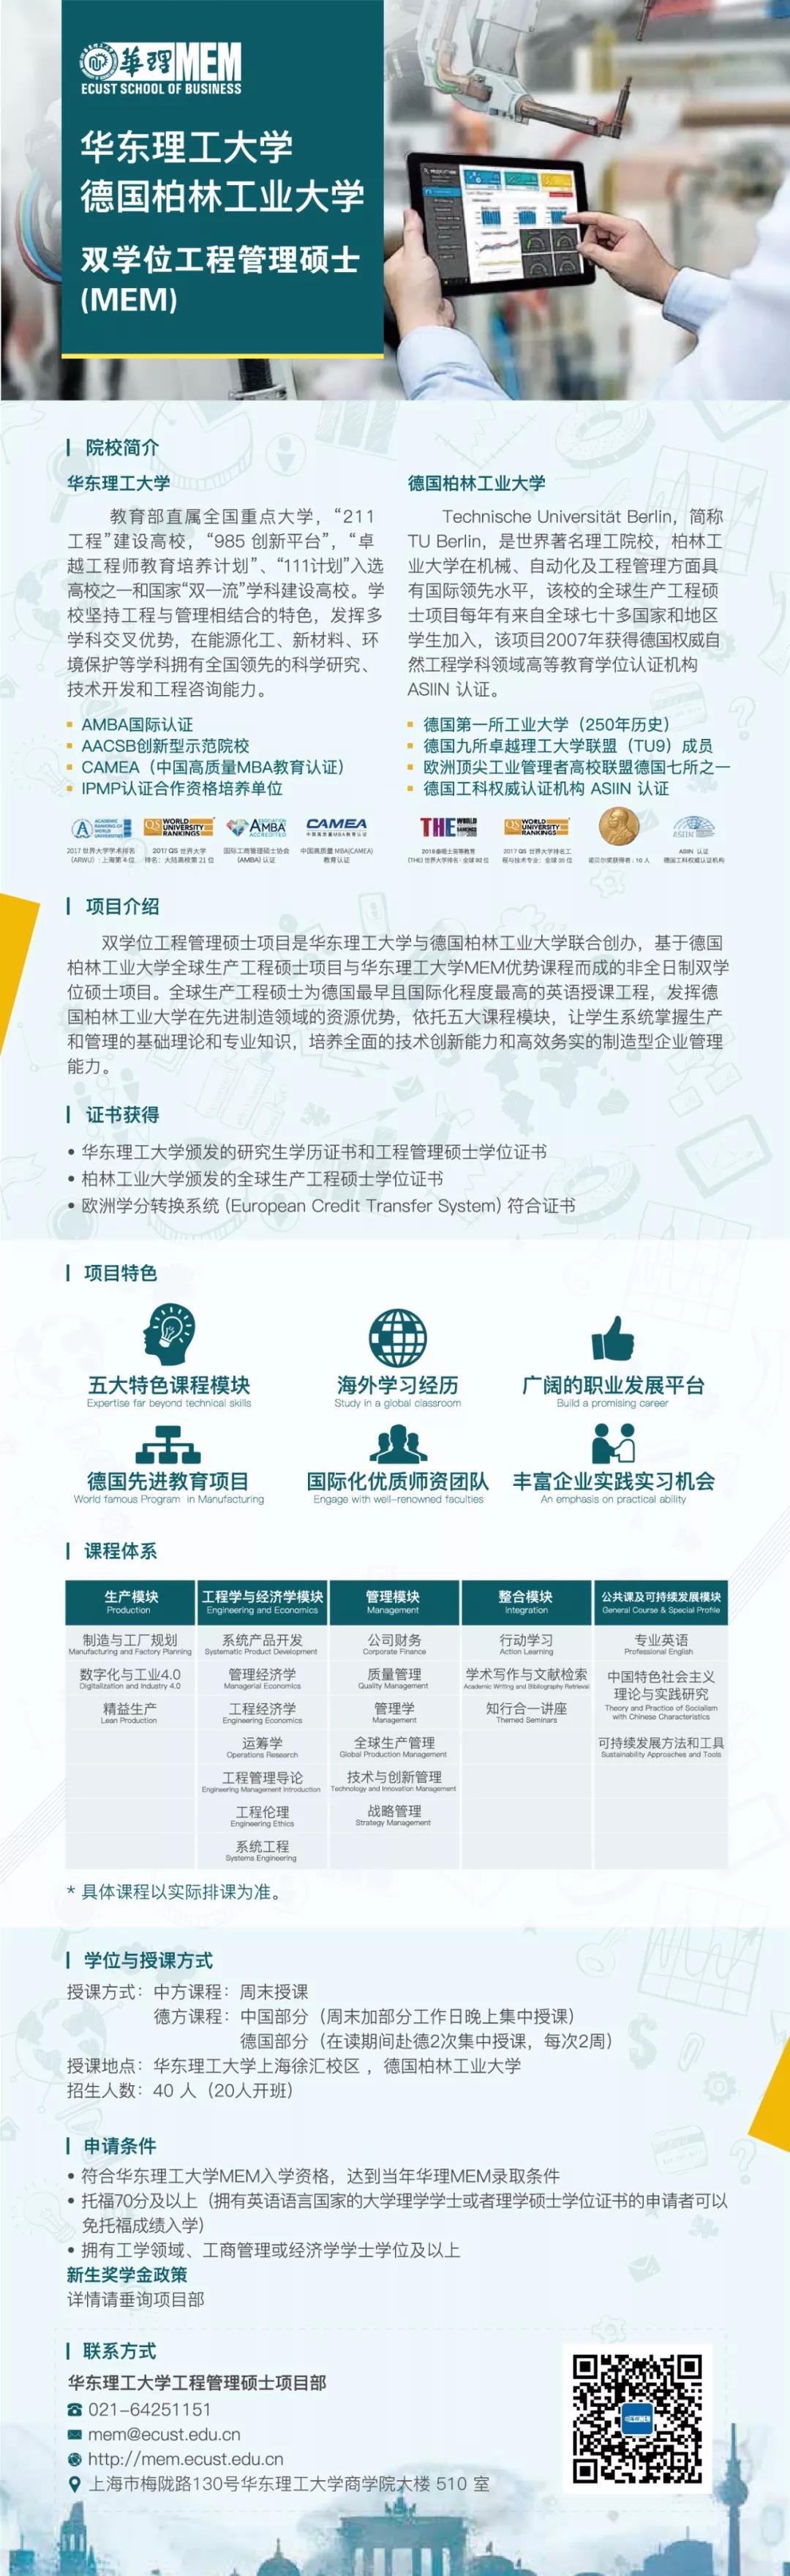 華理MEM
ECUST SCHOOL OF BUSINESS
华东理工大学
德国柏林工业大学
双学位工程管理硕士
(MEM)
院校简介
华东理工大学
教育部直属全国重点大学，“211
工程”建设高校，“985 创新平台”，“卓
越工程师教育培养计划”、“111计划”入选
高校之一和国家“双一流”学科建设高校。学
校坚持工程与管理相结合的特色，发挥多
学科交叉优势，在能源化工、新材料、环
境保护等学科拥有全国领先的科学研究、
技术开发和工程咨询能力。
AMBA国际认证
AACSB创新型示范院校
CAMEA（中国高质量MBA教育认证）
IPMP认证合作资格培养单位
ACADEMIC RANKING OF WORLD UNIVERSITIES
QS WORLD UNIVERSITY RANKINGS
ASSOCIATION AMBA ACCREDITED
CAMEA
中国高质量MBA教育认证
2017 世界大学学术排名
（ARWU）: 上海第 4 位
2017 QS 世界大学
排名: 大陆高校第 21 位
国际工商管理硕士协会
(AMBA) 认证
中国高质量 MBA(CAMEA)
教育认证
德国柏林工业大学
Technische Universität Berlin，简称
TU Berlin，是世界著名理工院校，柏林工
业大学在机械、自动化及工程管理方面具
有国际领先水平，该校的全球生产工程硕
士项目每年有来自全球七十多国家和地区
学生加入，该项目2007年获得德国权威自
然工程学科领域高等教育学位认证机构
ASIIN 认证。
德国第一所工业大学（250年历史）
德国九所卓越理工大学联盟（TU9）成员
欧洲顶尖工业管理者高校联盟德国七所之一
德国工科权威认证机构 ASIIN 认证
THE WORLD RANKINGS
QS WORLD UNIVERSITY RANKINGS
ASIIN
2019泰晤士高等教育
(THE) 世界大学排名: 全球 92 位
2017 QS 世界大学排名工
程与技术专业: 全球 35 位
诺贝尔奖获得者: 10 人
ASIIN 认证
德国工科权威认证机构
项目介绍
双学位工程管理硕士项目是华东理工大学与德国柏林工业大学联合创办，基于德国
柏林工业大学全球生产工程硕士项目与华东理工大学MEM优势课程而成的非全日制双学
位硕士项目。全球生产工程硕士为德国最早且国际化程度最高的英语授课工程，发挥德
国柏林工业大学在先进制造领域的资源优势，依托五大课程模块，让学生系统掌握生产
和管理的基础理论和专业知识，培养全面的技术创新能力和高效务实的制造型企业管理
能力。
证书获得
• 华东理工大学颁发的研究生学历证书和工程管理硕士学位证书
• 柏林工业大学颁发的全球生产工程硕士学位证书
• 欧洲学分转换系统 (European Credit Transfer System) 符合证书
项目特色
五大特色课程模块
Expertise far beyond technical skills
海外学习经历
Study in a global classroom
广阔的职业发展平台
Build a promising career
德国先进教育项目
World famous Program in Manufacturing
国际化优质师资团队
Engage with well-renowned faculties
丰富企业实践实习机会
An emphasis on practical ability
课程体系
生产模块
Production
制造与工厂规划
Manufacturing and Factory Planning
数字化与工业4.0
Digitalization and Industry 4.0
精益生产
Lean Production
工程学与经济学模块
Engineering and Economics
系统产品开发
Systematic Product Development
管理经济学
Managerial Economics
工程经济学
Engineering Economics
运筹学
Operations Research
工程管理导论
Engineering Management Introduction
工程伦理
Engineering Ethics
系统工程
Systems Engineering
管理模块
Management
公司财务
Corporate Finance
质量管理
Quality Management
管理学
Management
全球生产管理
Global Production Management
技术与创新管理
Technology and Innovation Management
战略管理
Strategy Management
整合模块
Integration
行动学习
Action Learning
学术写作与文献检索
Academic Writing and Bibliography Retrieval
知行合一讲座
Themed Seminars
公共课及可持续发展模块
General Course & Special Profile
专业英语
Professional English
中国特色社会主义
理论与实践研究
Theory and Practice of Socialism
with Chinese Characteristics
可持续发展方法和工具
Sustainability Approaches and Tools
* 具体课程以实际排课为准。
学位与授课方式
授课方式：中方课程：周末授课
德方课程：中国部分（周末加部分工作日晚上集中授课）
德国部分（在读期间赴德2次集中授课，每次2周）
授课地点：华东理工大学上海徐汇校区 ，德国柏林工业大学
招生人数：40 人（20人开班）
申请条件
• 符合华东理工大学MEM入学资格，达到当年华理MEM录取条件
• 托福70分及以上（拥有英语语言国家的大学理学学士或者理学硕士学位证书的申请者可以
免托福成绩入学）
• 拥有工学领域、工商管理或经济学学士学位及以上
新生奖学金政策
详情请垂询项目部
联系方式
华东理工大学工程管理硕士项目部
021-64251151
mem@ecust.edu.cn
http://mem.ecust.edu.cn
上海市梅陇路130号华东理工大学商学院大楼 510 室